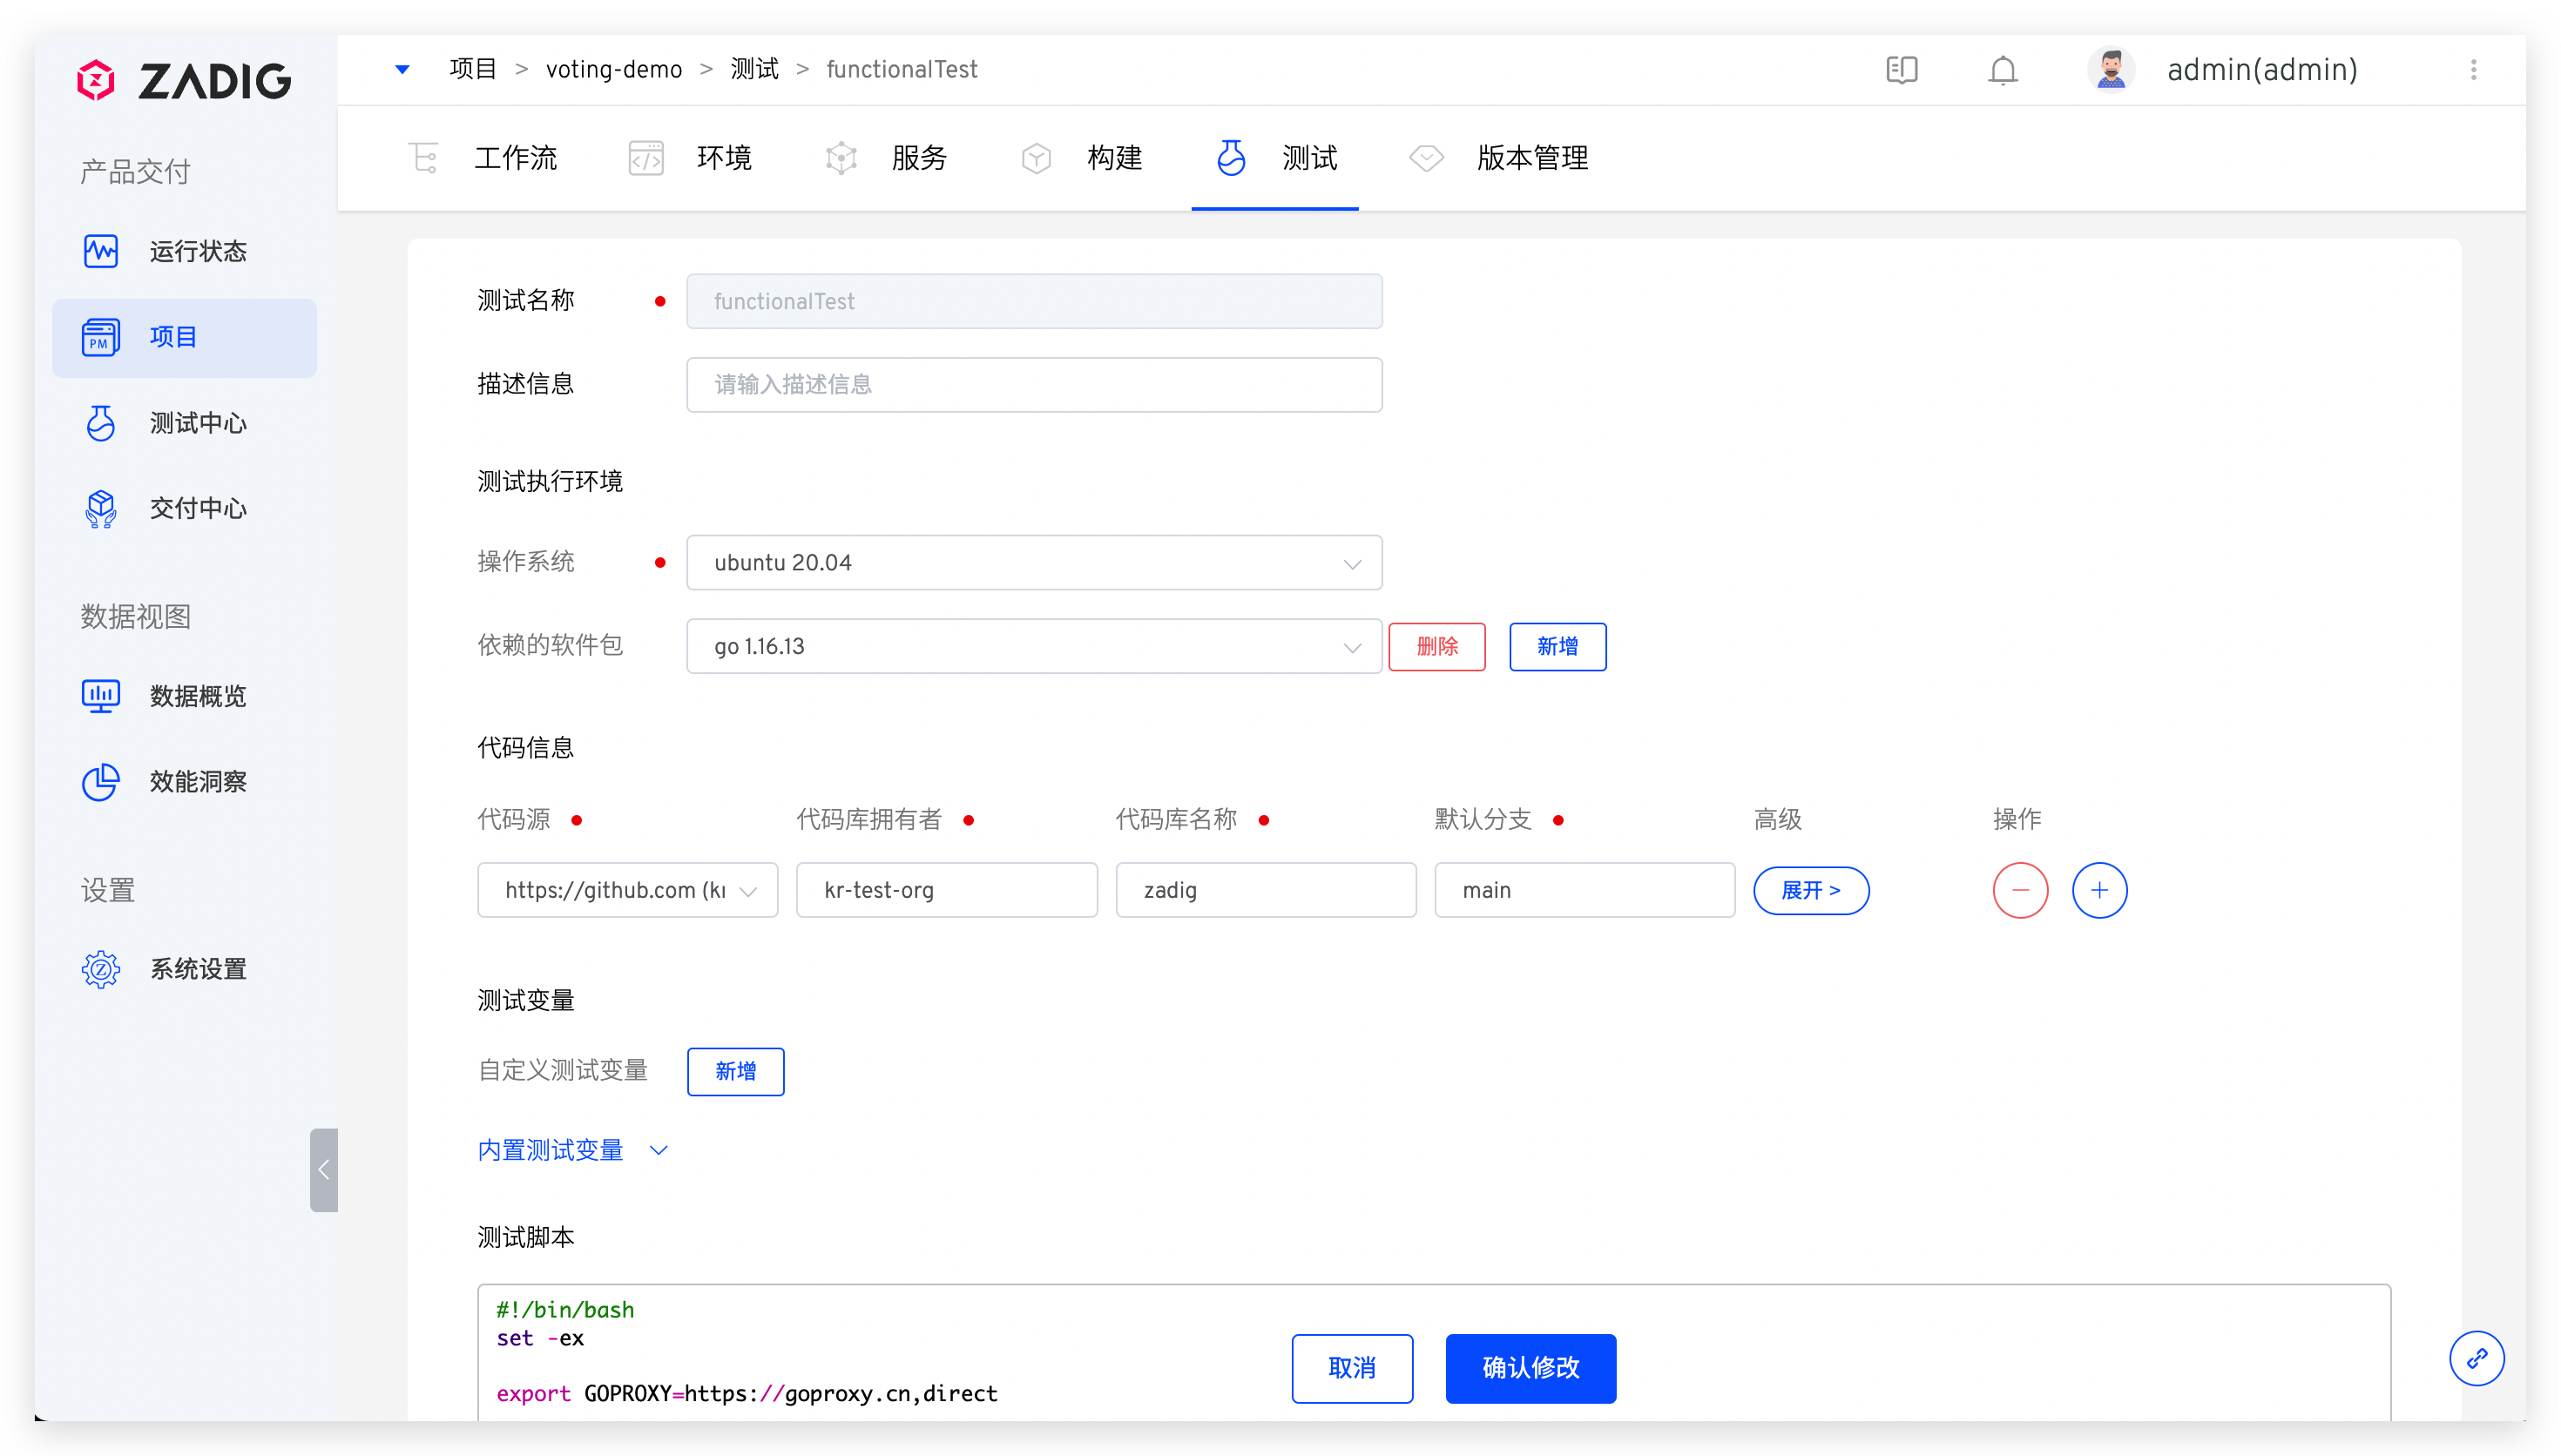 ZADIG
产品交付
运行状态
PM
项目
测试中心
交付中心
数据视图
数据概览
效能洞察
设置
系统设置
项目 > voting-demo > 测试 > functionalTest
admin(admin)
工作流 环境 服务 构建 测试 版本管理
测试名称 functionalTest
描述信息 请输入描述信息
测试执行环境
操作系统 ubuntu 20.04
依赖的软件包 go 1.16.13 删除 新增
代码信息
代码源 代码库拥有者 代码库名称 默认分支 高级 操作
https://github.com (kr kr-test-org zadig main 展开 >
测试变量
自定义测试变量 新增
内置测试变量
测试脚本
#!/bin/bash
set -ex
取消 确认修改
export GOPROXY=https://goproxy.cn,direct